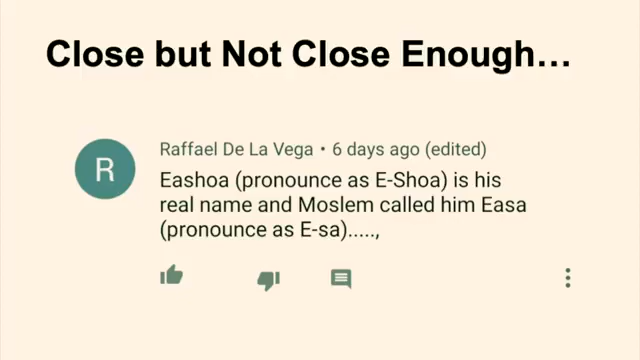 Close but Not Close Enough…
R
Raffael De La Vega • 6 days ago (edited)
Eashoa (pronounce as E-Shoa) is his
real name and Moslem called him Easa
(pronounce as E-sa).....,